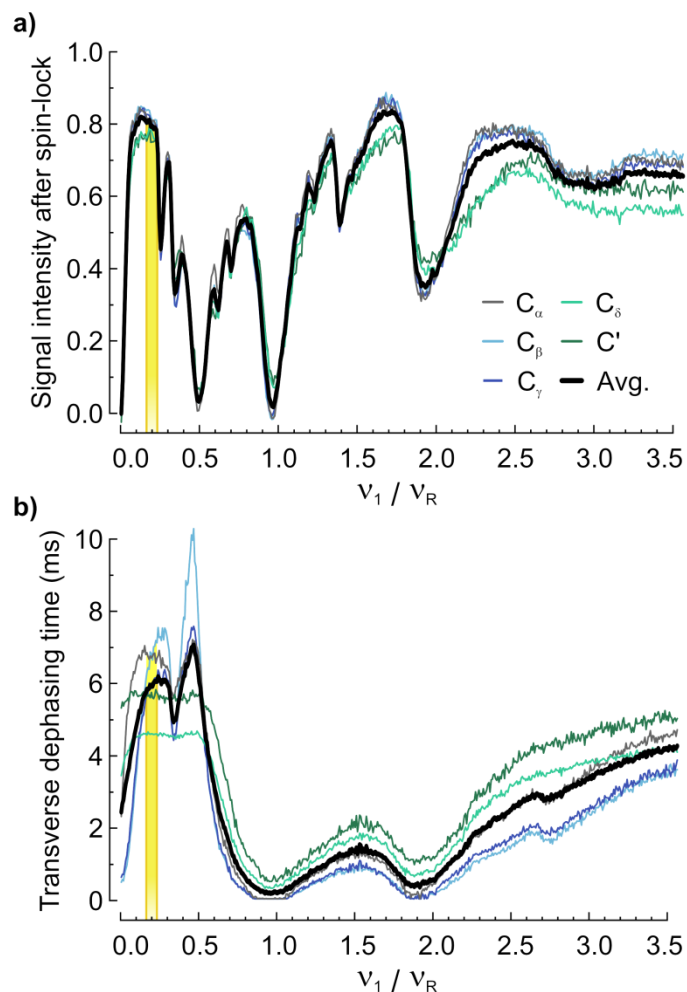 a)
Signal intensity after spin-lock
1.0
0.8
0.6
0.4
0.2
0.0
Cα Cδ
Cβ C'
Cγ Avg.
0.0 0.5 1.0 1.5 2.0 2.5 3.0 3.5
ν1 / νR
b)
Transverse dephasing time (ms)
10
8
6
4
2
0
0.0 0.5 1.0 1.5 2.0 2.5 3.0 3.5
ν1 / νR